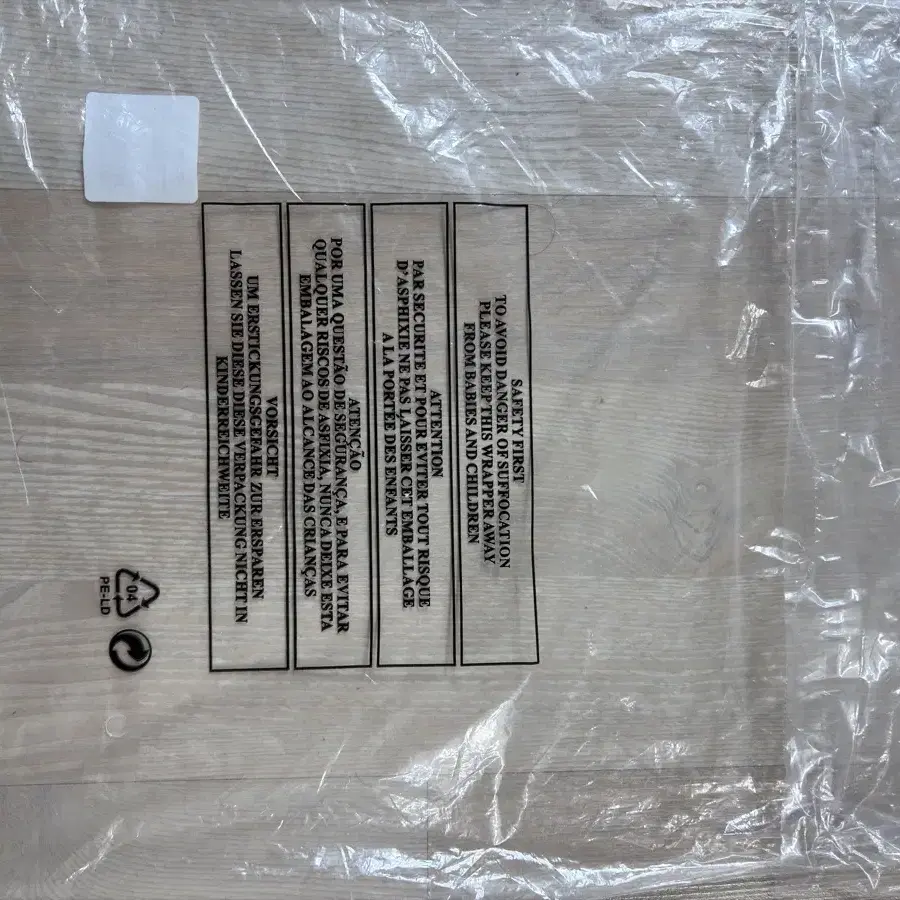 SAFETY FIRST
TO AVOID DANGER OF SUFFOCATION
PLEASE KEEP THIS WRAPPER AWAY
FROM BABIES AND CHILDREN
ATTENTION
PAR SECURITE ET POUR EVITER TOUT RISQUE
D'ASPHIXIE NE PAS LAISSER CET EMBALLAGE
A LA PORTÉE DES ENFANTS
ATENÇÃO
POR UMA QUESTÃO DE SEGURANÇA, E PARA EVITAR
QUALQUER RISCOS DE ASFIXIA, NUNCA DEIXE ESTA
EMBALAGEM AO ALCANCE DAS CRIANÇAS
VORSICHT
UM ERSTICKUNGSGEFAHR ZUR ERSPAREN
LASSEN SIE DIESE DIESE VERPACKUNG NICHT IN
KINDERREICHWEITE
04
PE-LD